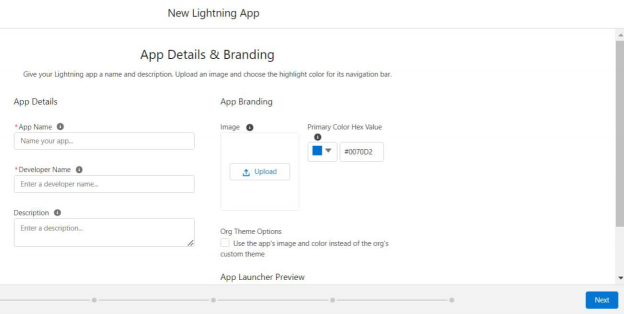 New Lightning App
App Details & Branding
Give your Lightning app a name and description. Upload an image and choose the highlight color for its navigation bar.
App Details
*App Name
Name your app...
*Developer Name
Enter a developer name...
Description
Enter a description...
App Branding
Image
Upload
Primary Color Hex Value
#0070D2
Org Theme Options
Use the app's image and color instead of the org's
custom theme
App Launcher Preview
Next